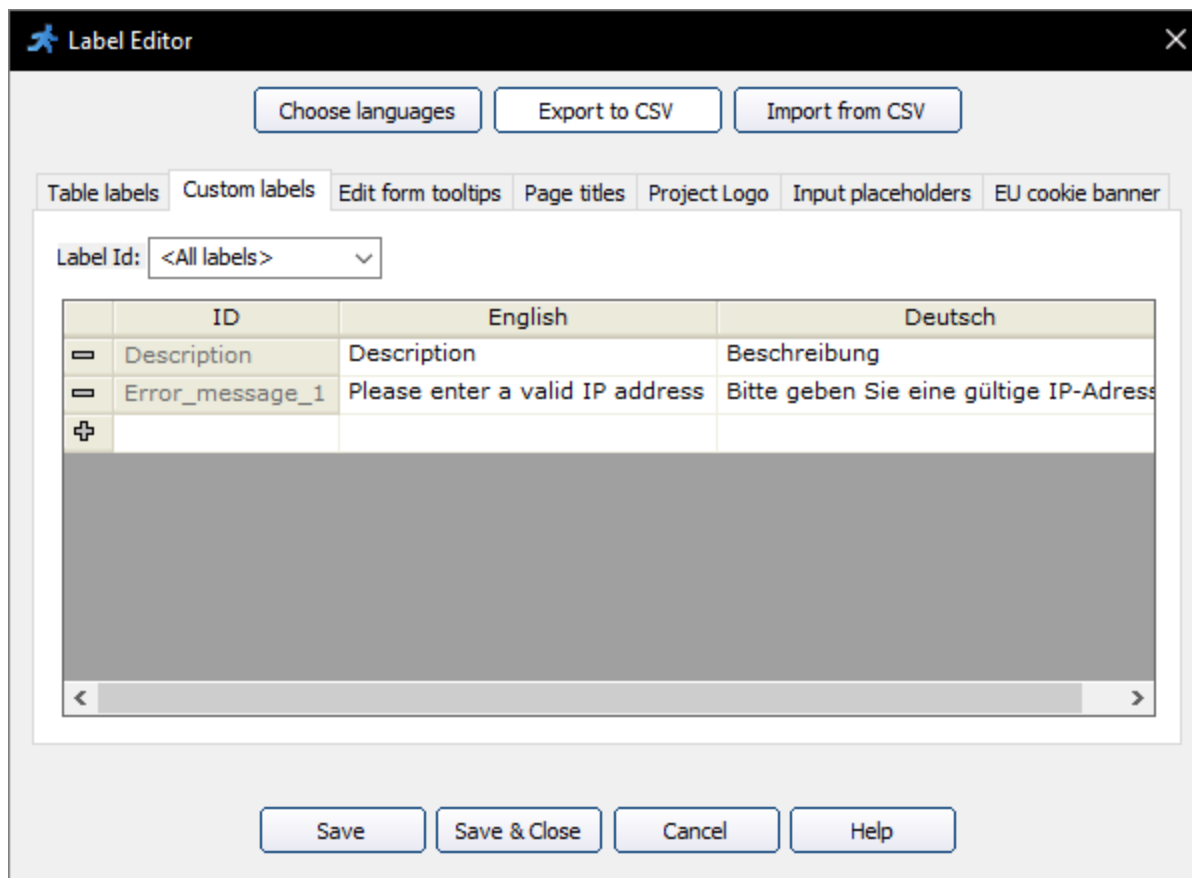 Label Editor
Choose languages Export to CSV Import from CSV
Table labels Custom labels Edit form tooltips Page titles Project Logo Input placeholders EU cookie banner
Label Id: <All labels>
ID English Deutsch
Description Description Beschreibung
Error_message_1 Please enter a valid IP address Bitte geben Sie eine gültige IP-Adress
Save Save & Close Cancel Help